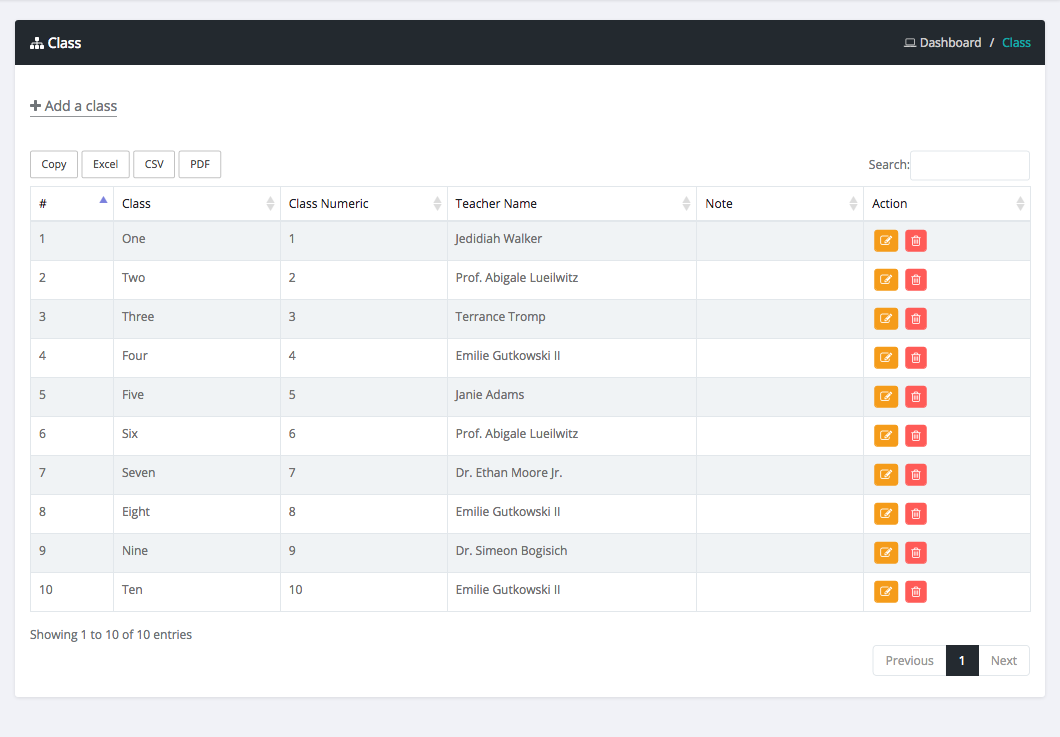 Class
Dashboard / Class
Add a class
Copy Excel CSV PDF Search:
# Class Class Numeric Teacher Name Note Action
1 One 1 Jedidiah Walker
2 Two 2 Prof. Abigale Lueilwitz
3 Three 3 Terrance Tromp
4 Four 4 Emilie Gutkowski II
5 Five 5 Janie Adams
6 Six 6 Prof. Abigale Lueilwitz
7 Seven 7 Dr. Ethan Moore Jr.
8 Eight 8 Emilie Gutkowski II
9 Nine 9 Dr. Simeon Bogisich
10 Ten 10 Emilie Gutkowski II
Showing 1 to 10 of 10 entries
Previous 1 Next